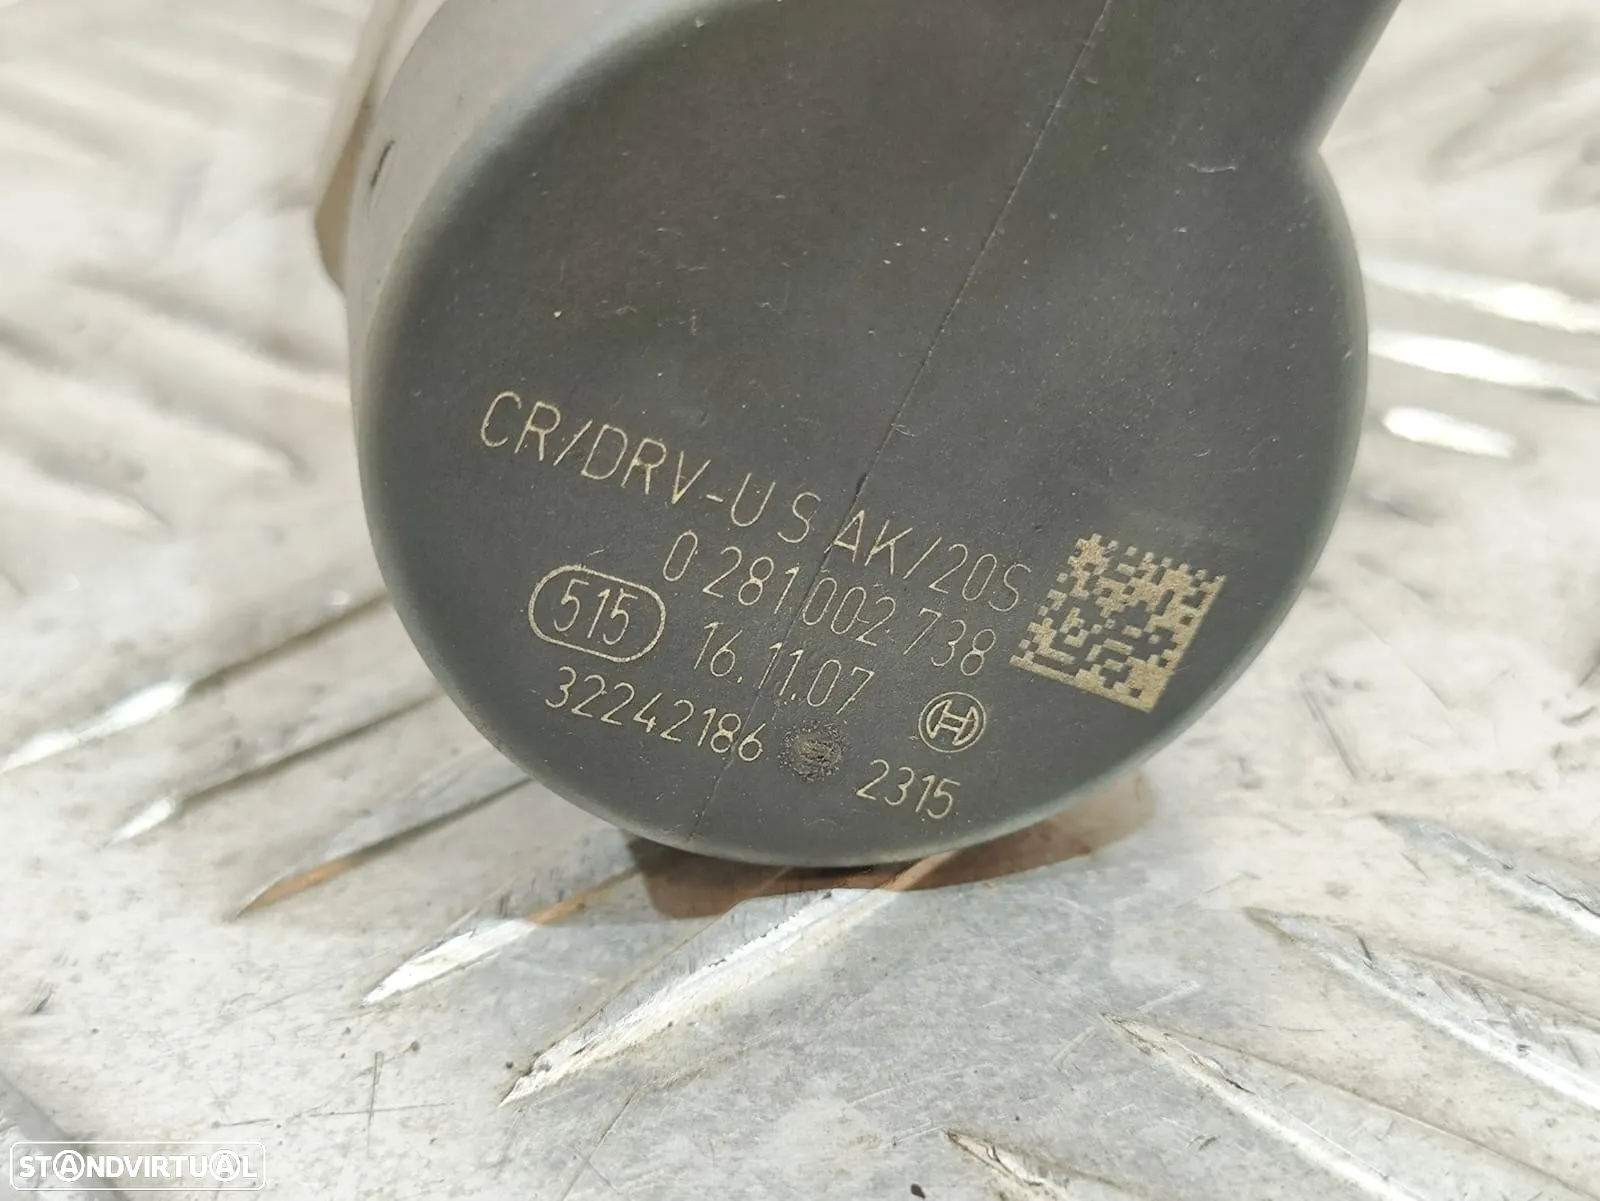 CR/DRV-U S AK/20S
0 281 002 738
515
16.11.07
32242186
2315
STANDVIRTUAL